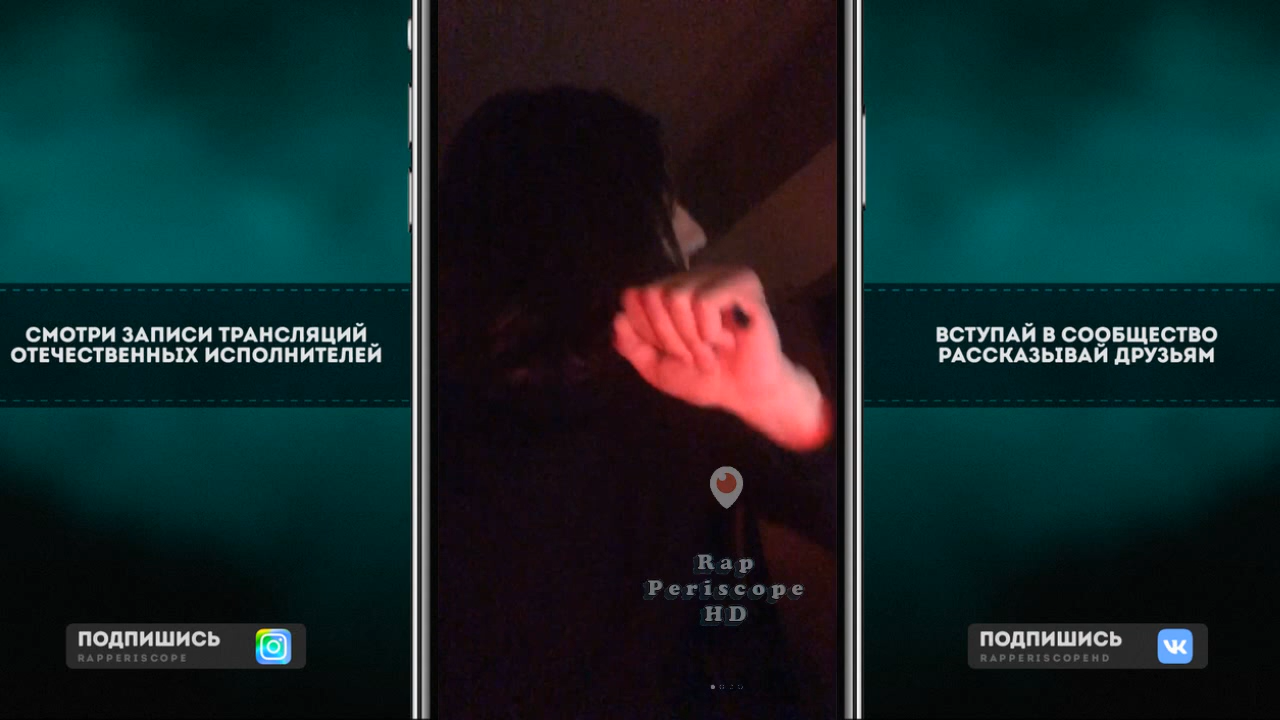 СМОТРИ ЗАПИСИ ТРАНСЛЯЦИЙ
ОТЕЧЕСТВЕННЫХ ИСПОЛНИТЕЛЕЙ
ВСТУПАЙ В СООБЩЕСТВО
РАССКАЗЫВАЙ ДРУЗЬЯМ
Rap
Periscope
HD
ПОДПИШИСЬ
RAPPERISCOPE
ПОДПИШИСЬ
RAPPERISCOPEHD